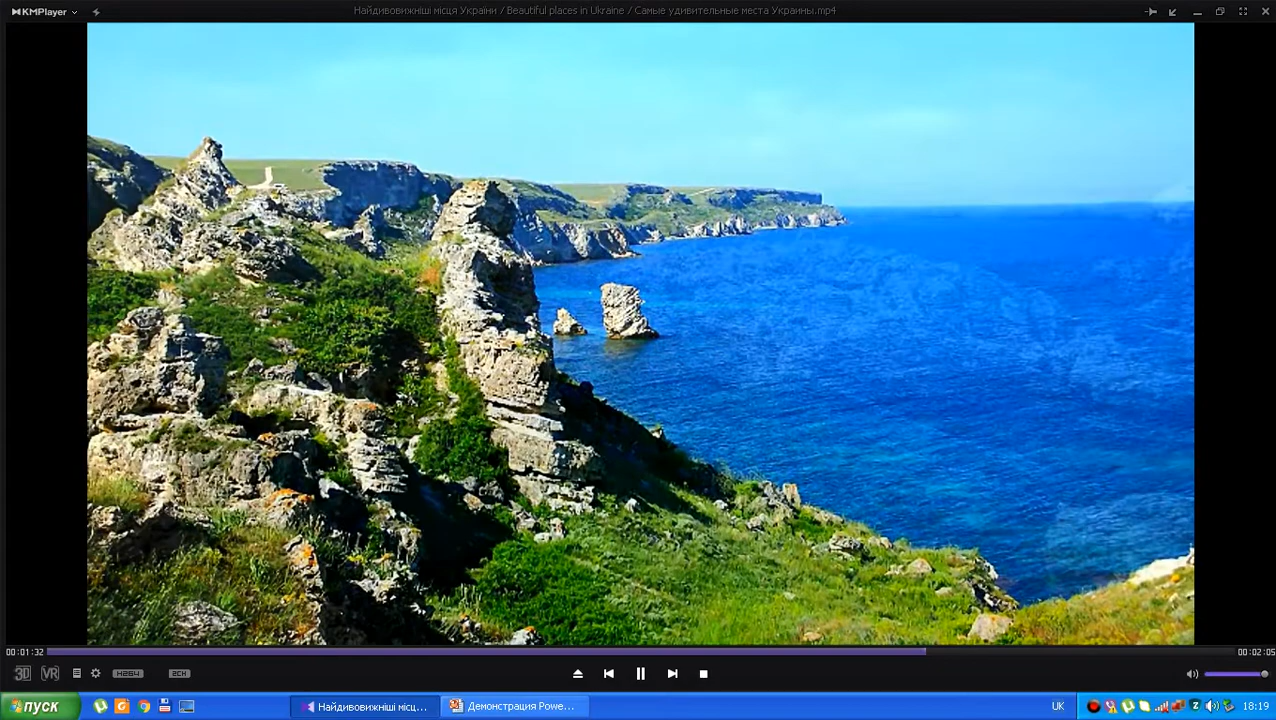 KMPlayer
Найдивовижніші місця України / Beautiful places in Ukraine / Самые удивительные места Украины.mp4
00:01:32
00:02:05
3D VR H264 2CH
пуск
Найдивовижніші місц...
Демонстрация Powe...
UK
18:19